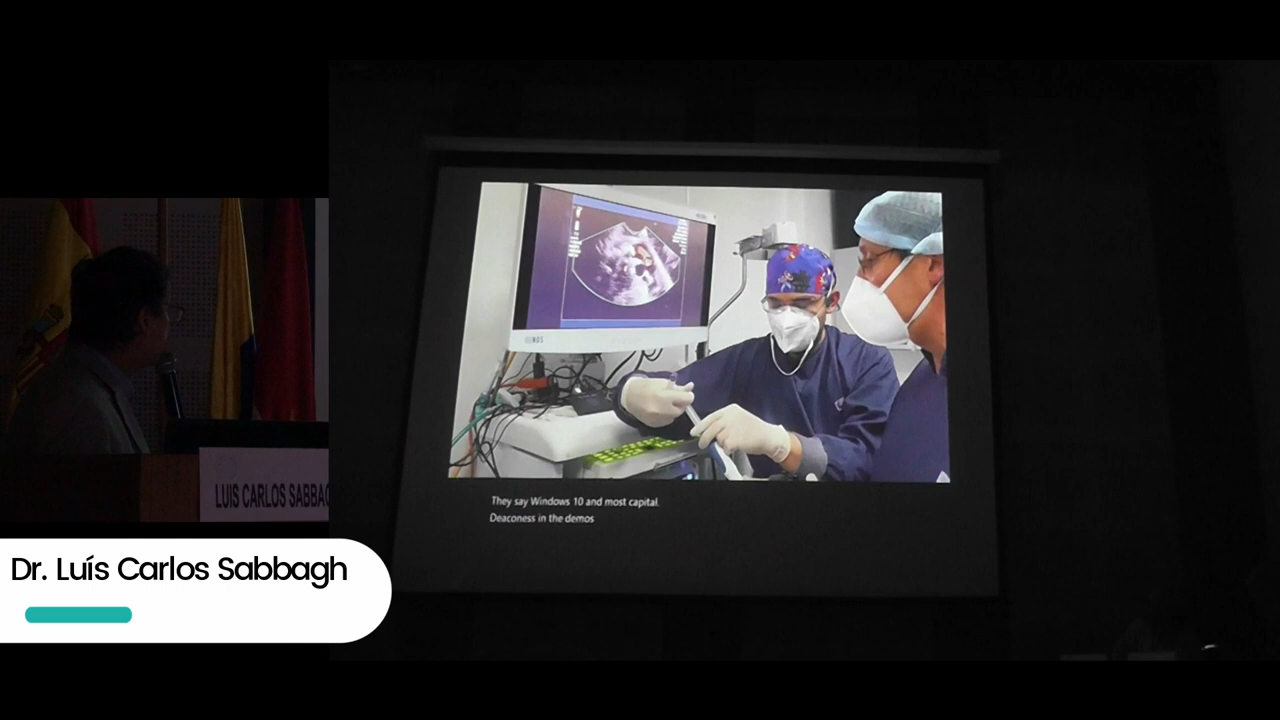 They say Windows 10 and most capital.
Deaconess in the demos
LUIS CARLOS SABBAG
Dr. Luís Carlos Sabbagh